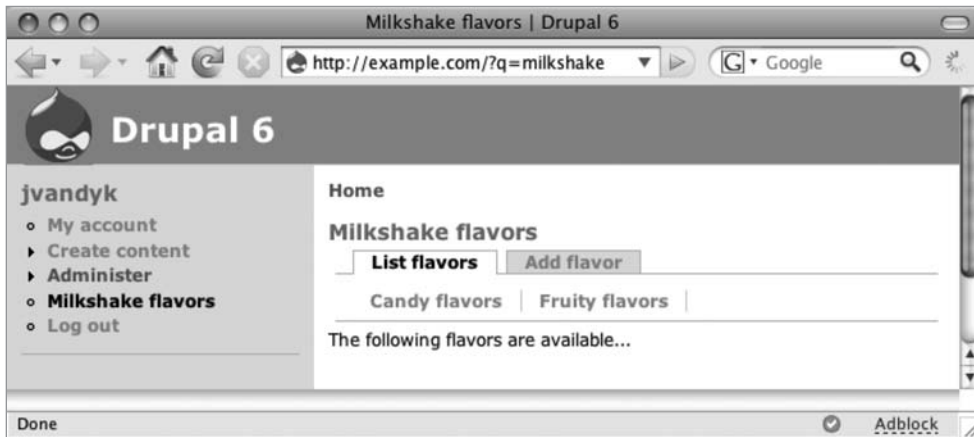 Milkshake flavors | Drupal 6
http://example.com/?q=milkshake
G Google
Drupal 6
jvandyk
My account
Create content
Administer
Milkshake flavors
Log out
Home
Milkshake flavors
List flavors Add flavor
Candy flavors Fruity flavors
The following flavors are available...
Done Adblock